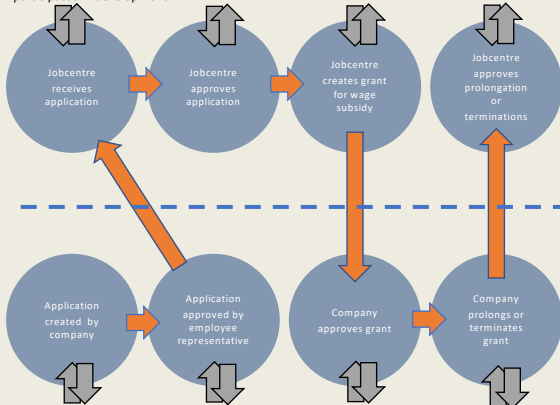 Jobcentre
receives
application
Jobcentre
approves
application
Jobcentre
creates grant
for wage
subsidy
Jobcentre
approves
prolongation
or
terminations
Application
created by
company
Application
approved by
employee
representative
Company
approves grant
Company
prolongs or
terminates
grant